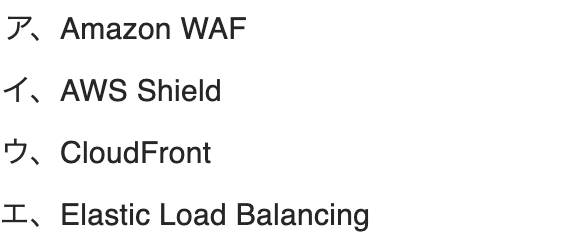 ア、Amazon WAF
イ、AWS Shield
ウ、CloudFront
エ、Elastic Load Balancing